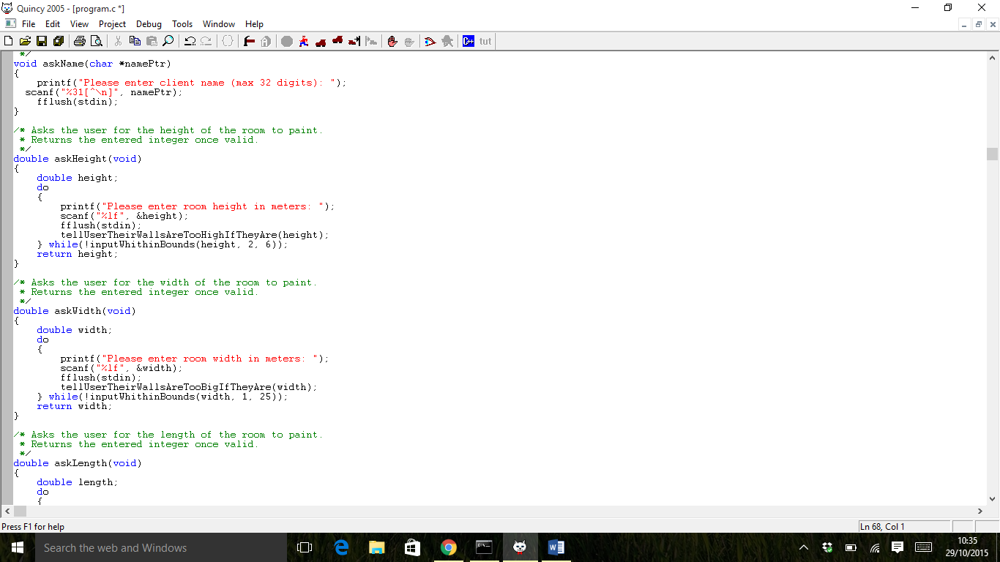 Quincy 2005 - [program.c *]
File Edit View Project Debug Tools Window Help
C++ tut
*/
void askName(char *namePtr)
{
    printf("Please enter client name (max 32 digits): ");
  scanf("%31[^\n]", namePtr);
    fflush(stdin);
}
/* Asks the user for the height of the room to paint.
 * Returns the entered integer once valid.
 */
double askHeight(void)
{
    double height;
    do
    {
        printf("Please enter room height in meters: ");
        scanf("%lf", &height);
        fflush(stdin);
        tellUserTheirWallsAreTooHighIfTheyAre(height);
    } while(!inputWhithinBounds(height, 2, 6));
    return height;
}
/* Asks the user for the width of the room to paint.
 * Returns the entered integer once valid.
 */
double askWidth(void)
{
    double width;
    do
    {
        printf("Please enter room width in meters: ");
        scanf("%lf", &width);
        fflush(stdin);
        tellUserTheirWallsAreTooBigIfTheyAre(width);
    } while(!inputWhithinBounds(width, 1, 25));
    return width;
}
/* Asks the user for the length of the room to paint.
 * Returns the entered integer once valid.
 */
double askLength(void)
{
    double length;
    do
    {
Press F1 for help
Ln 68, Col 1
Search the web and Windows
10:35
29/10/2015